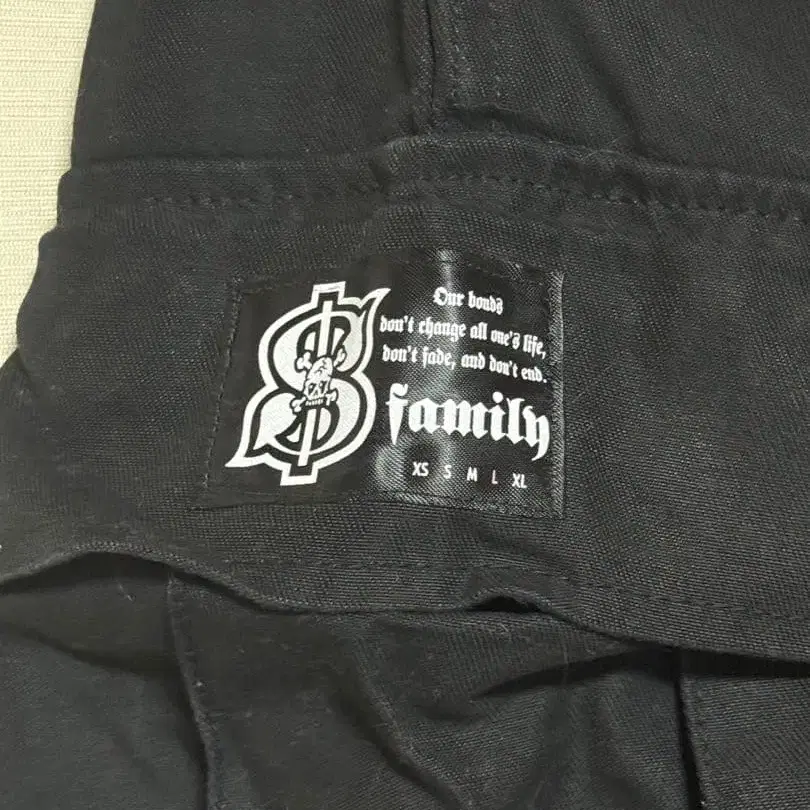 $
Our bonds
don't change all one's life,
don't fade, and don't end.
family
XS S M L XL